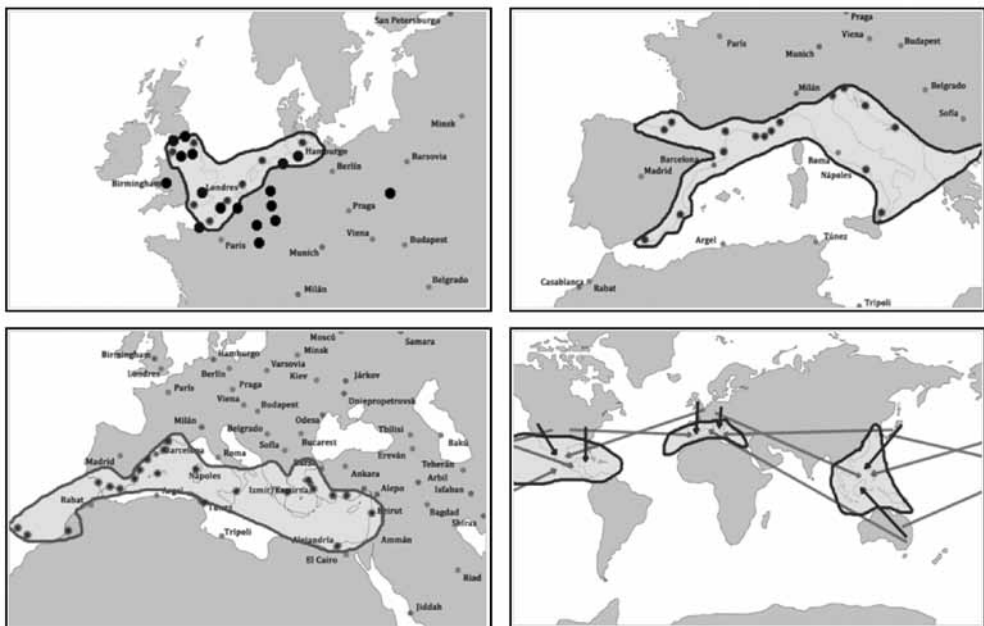 San Petersburgo
Minsk
Hamburgo
Berlín
Barsovia
Birmingham
Londres
Praga
París
Viena
Munich
Budapest
Belgrado
Milán
Praga
Viena
París
Munich
Budapest
Milán
Belgrado
Sofía
Barcelona
Roma
Madrid
Nápoles
Argel
Túnez
Casablanca
Rabat
Trípoli
Moscú
Samara
Birmingham
Hamburgo
Minsk
Londres
Berlín
Varsovia
Kiev
Járkov
París
Praga
Viena
Dniepropetrovsk
Budapest
Milán
Belgrado
Odesa
Tbilisi
Sofía
Bucarest
Bakú
Barcelona
Roma
Ereván
Madrid
Teherán
Nápoles
Ankara
Arbil
Rabat
Argel
Alepo
Isfaban
Túnez
Beirut
Bagdad
Shiraz
Trípoli
Alejandría
Ammán
El Cairo
Riad
Jiddah